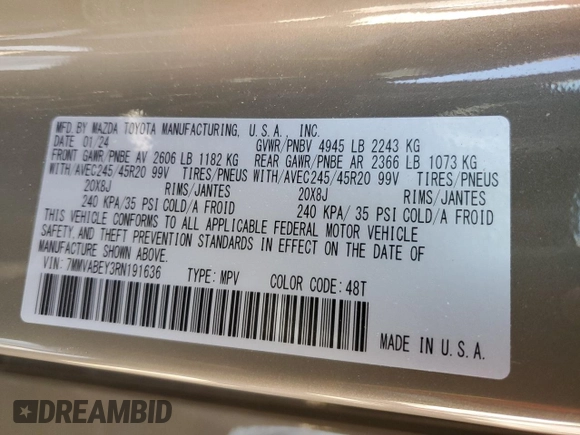 MFD. BY MAZDA TOYOTA MANUFACTURING, U.S.A., INC.
DATE 01/24 GVWR/PNBV 4945 LB 2243 KG
FRONT GAWR/PNBE AV 2606 LB 1182 KG REAR GAWR/PNBE AR 2366 LB 1073 KG
WITH/AVEC245/45R20 99V TIRES/PNEUS WITH/AVEC245/45R20 99V TIRES/PNEUS
20X8J RIMS/JANTES 20X8J RIMS/JANTES
240 KPA/ 35 PSI COLD/A FROID 240 KPA/ 35 PSI COLD/A FROID
THIS VEHICLE CONFORMS TO ALL APPLICABLE FEDERAL MOTOR VEHICLE
SAFETY, AND THEFT PREVENTION STANDARDS IN EFFECT ON THE DATE OF
MANUFACTURE SHOWN ABOVE.
VIN: 7MMVABEY3RN191636 TYPE: MPV COLOR CODE: 48T
MADE IN U.S.A.
DREAMBID